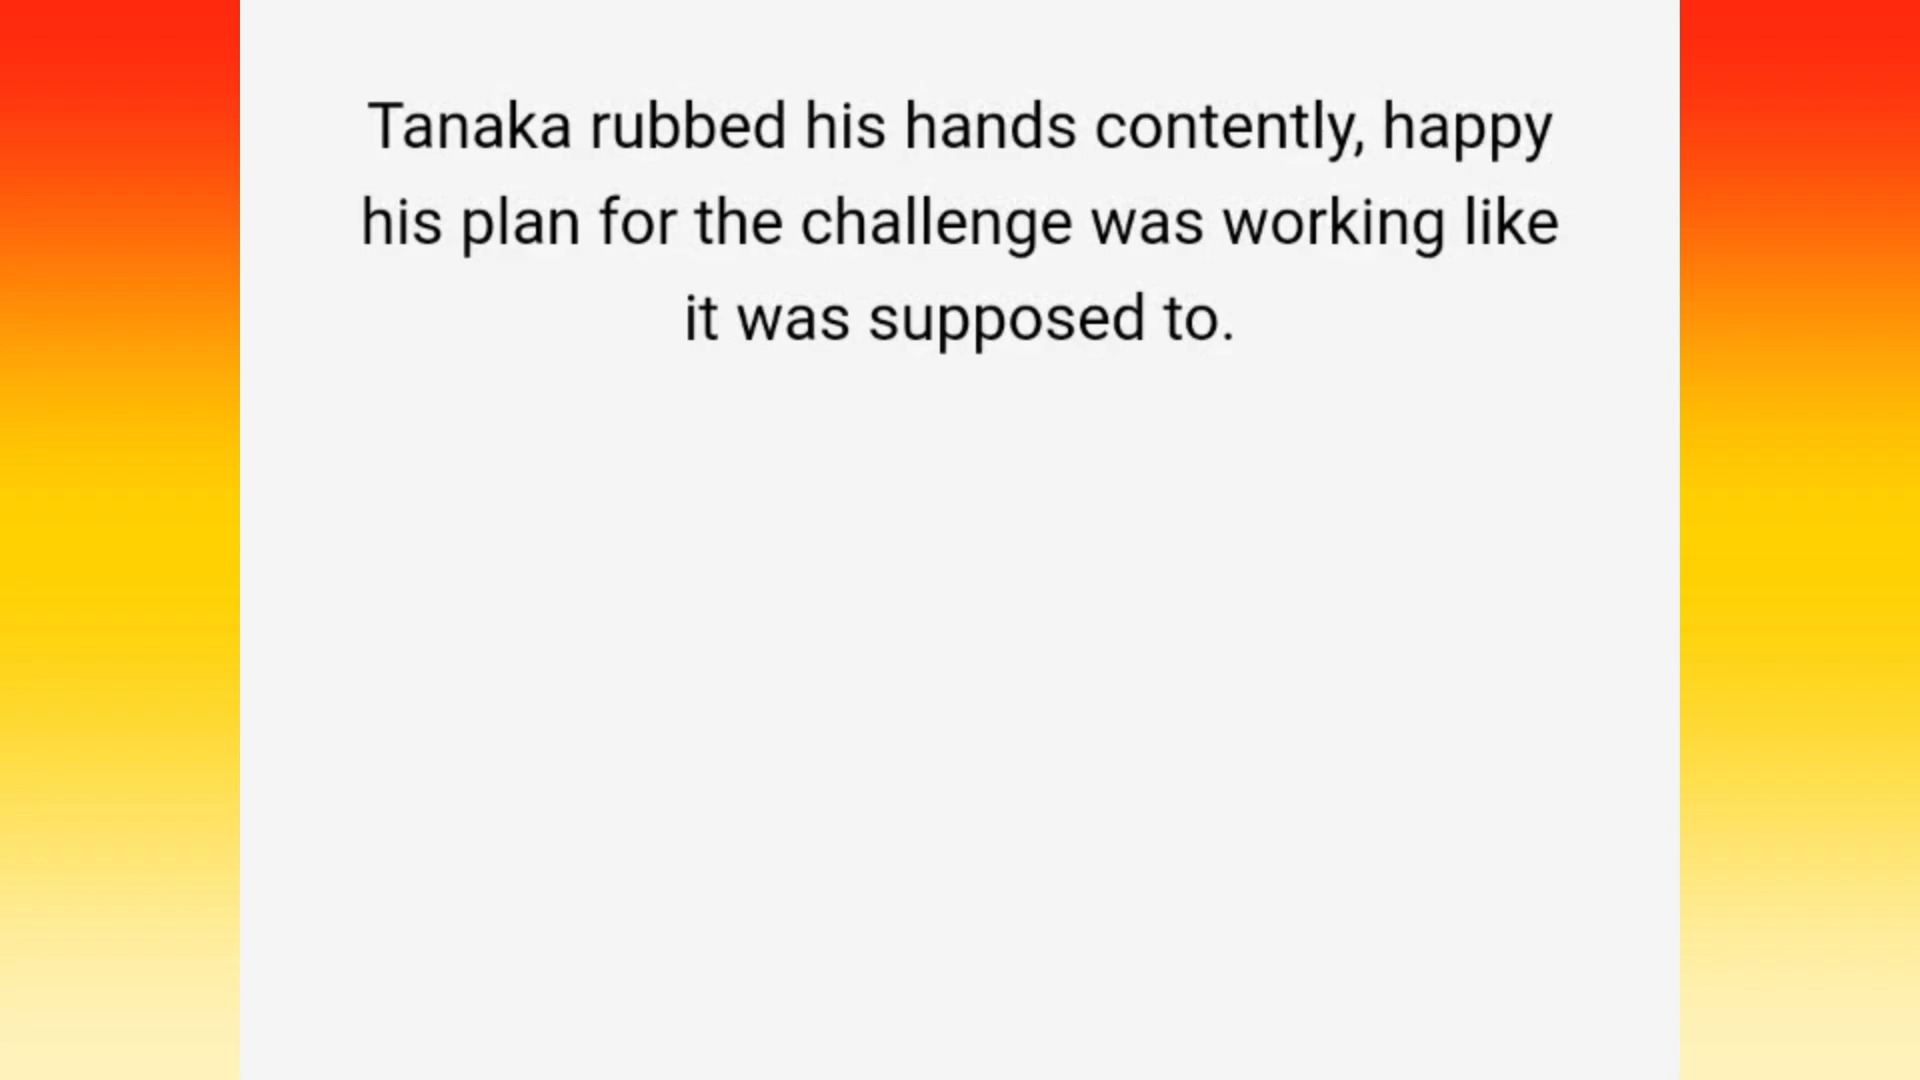 Tanaka rubbed his hands contently, happy
his plan for the challenge was working like
it was supposed to.